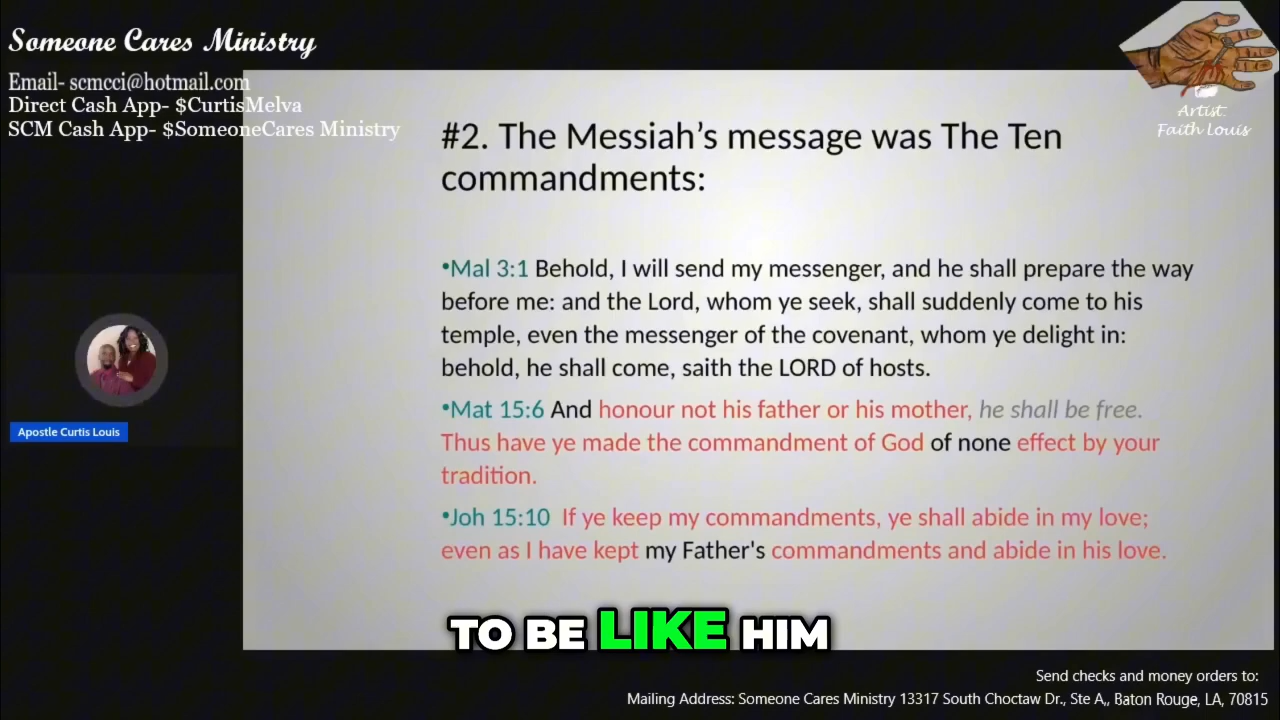 Someone Cares Ministry
Email- scmcci@hotmail.com
Direct Cash App- $CurtisMelva
SCM Cash App- $SomeoneCares Ministry
Artist:
Faith Louis
#2. The Messiah's message was The Ten
commandments:
•Mal 3:1 Behold, I will send my messenger, and he shall prepare the way
before me: and the Lord, whom ye seek, shall suddenly come to his
temple, even the messenger of the covenant, whom ye delight in:
behold, he shall come, saith the LORD of hosts.
•Mat 15:6 And honour not his father or his mother, he shall be free.
Thus have ye made the commandment of God of none effect by your
tradition.
•Joh 15:10 If ye keep my commandments, ye shall abide in my love;
even as I have kept my Father's commandments and abide in his love.
Apostle Curtis Louis
TO BE LIKE HIM
Send checks and money orders to:
Mailing Address: Someone Cares Ministry 13317 South Choctaw Dr., Ste A,, Baton Rouge, LA, 70815